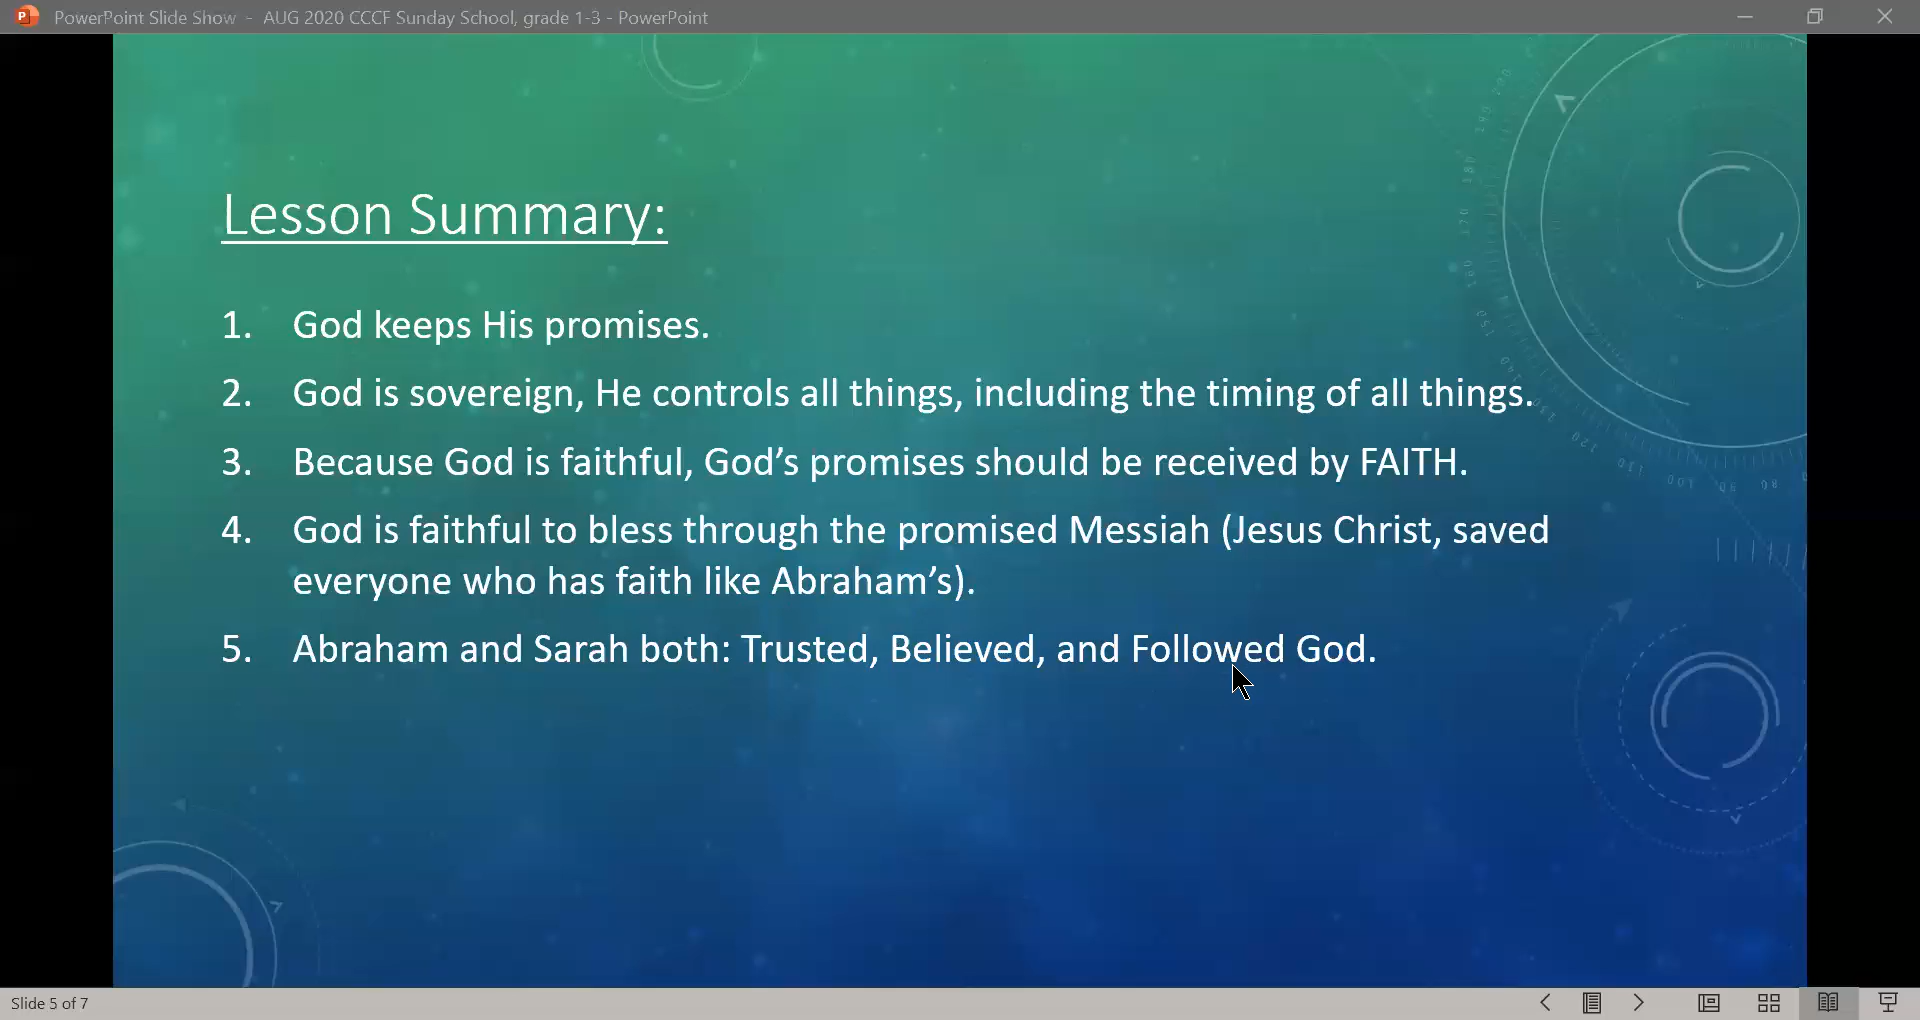 PowerPoint Slide Show - AUG 2020 CCCF Sunday School, grade 1-3 - PowerPoint
Lesson Summary:
1. God keeps His promises.
2. God is sovereign, He controls all things, including the timing of all things.
3. Because God is faithful, God’s promises should be received by FAITH.
4. God is faithful to bless through the promised Messiah (Jesus Christ, saved
everyone who has faith like Abraham’s).
5. Abraham and Sarah both: Trusted, Believed, and Followed God.
Slide 5 of 7